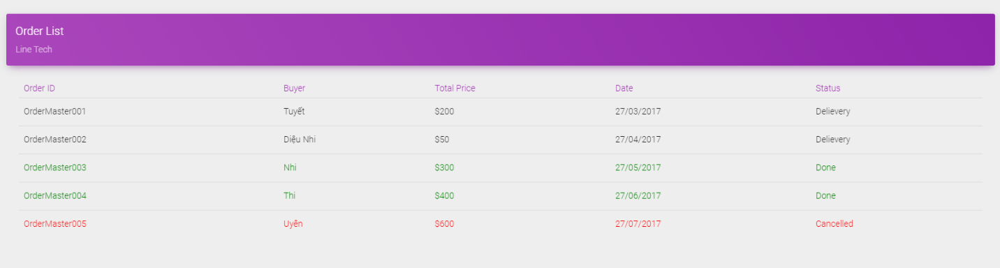 Order List
Line Tech
Order ID Buyer Total Price Date Status
OrderMaster001 Tuyết $200 27/03/2017 Delievery
OrderMaster002 Diệu Nhi $50 27/04/2017 Delievery
OrderMaster003 Nhi $300 27/05/2017 Done
OrderMaster004 Thi $400 27/06/2017 Done
OrderMaster005 Uyên $600 27/07/2017 Cancelled